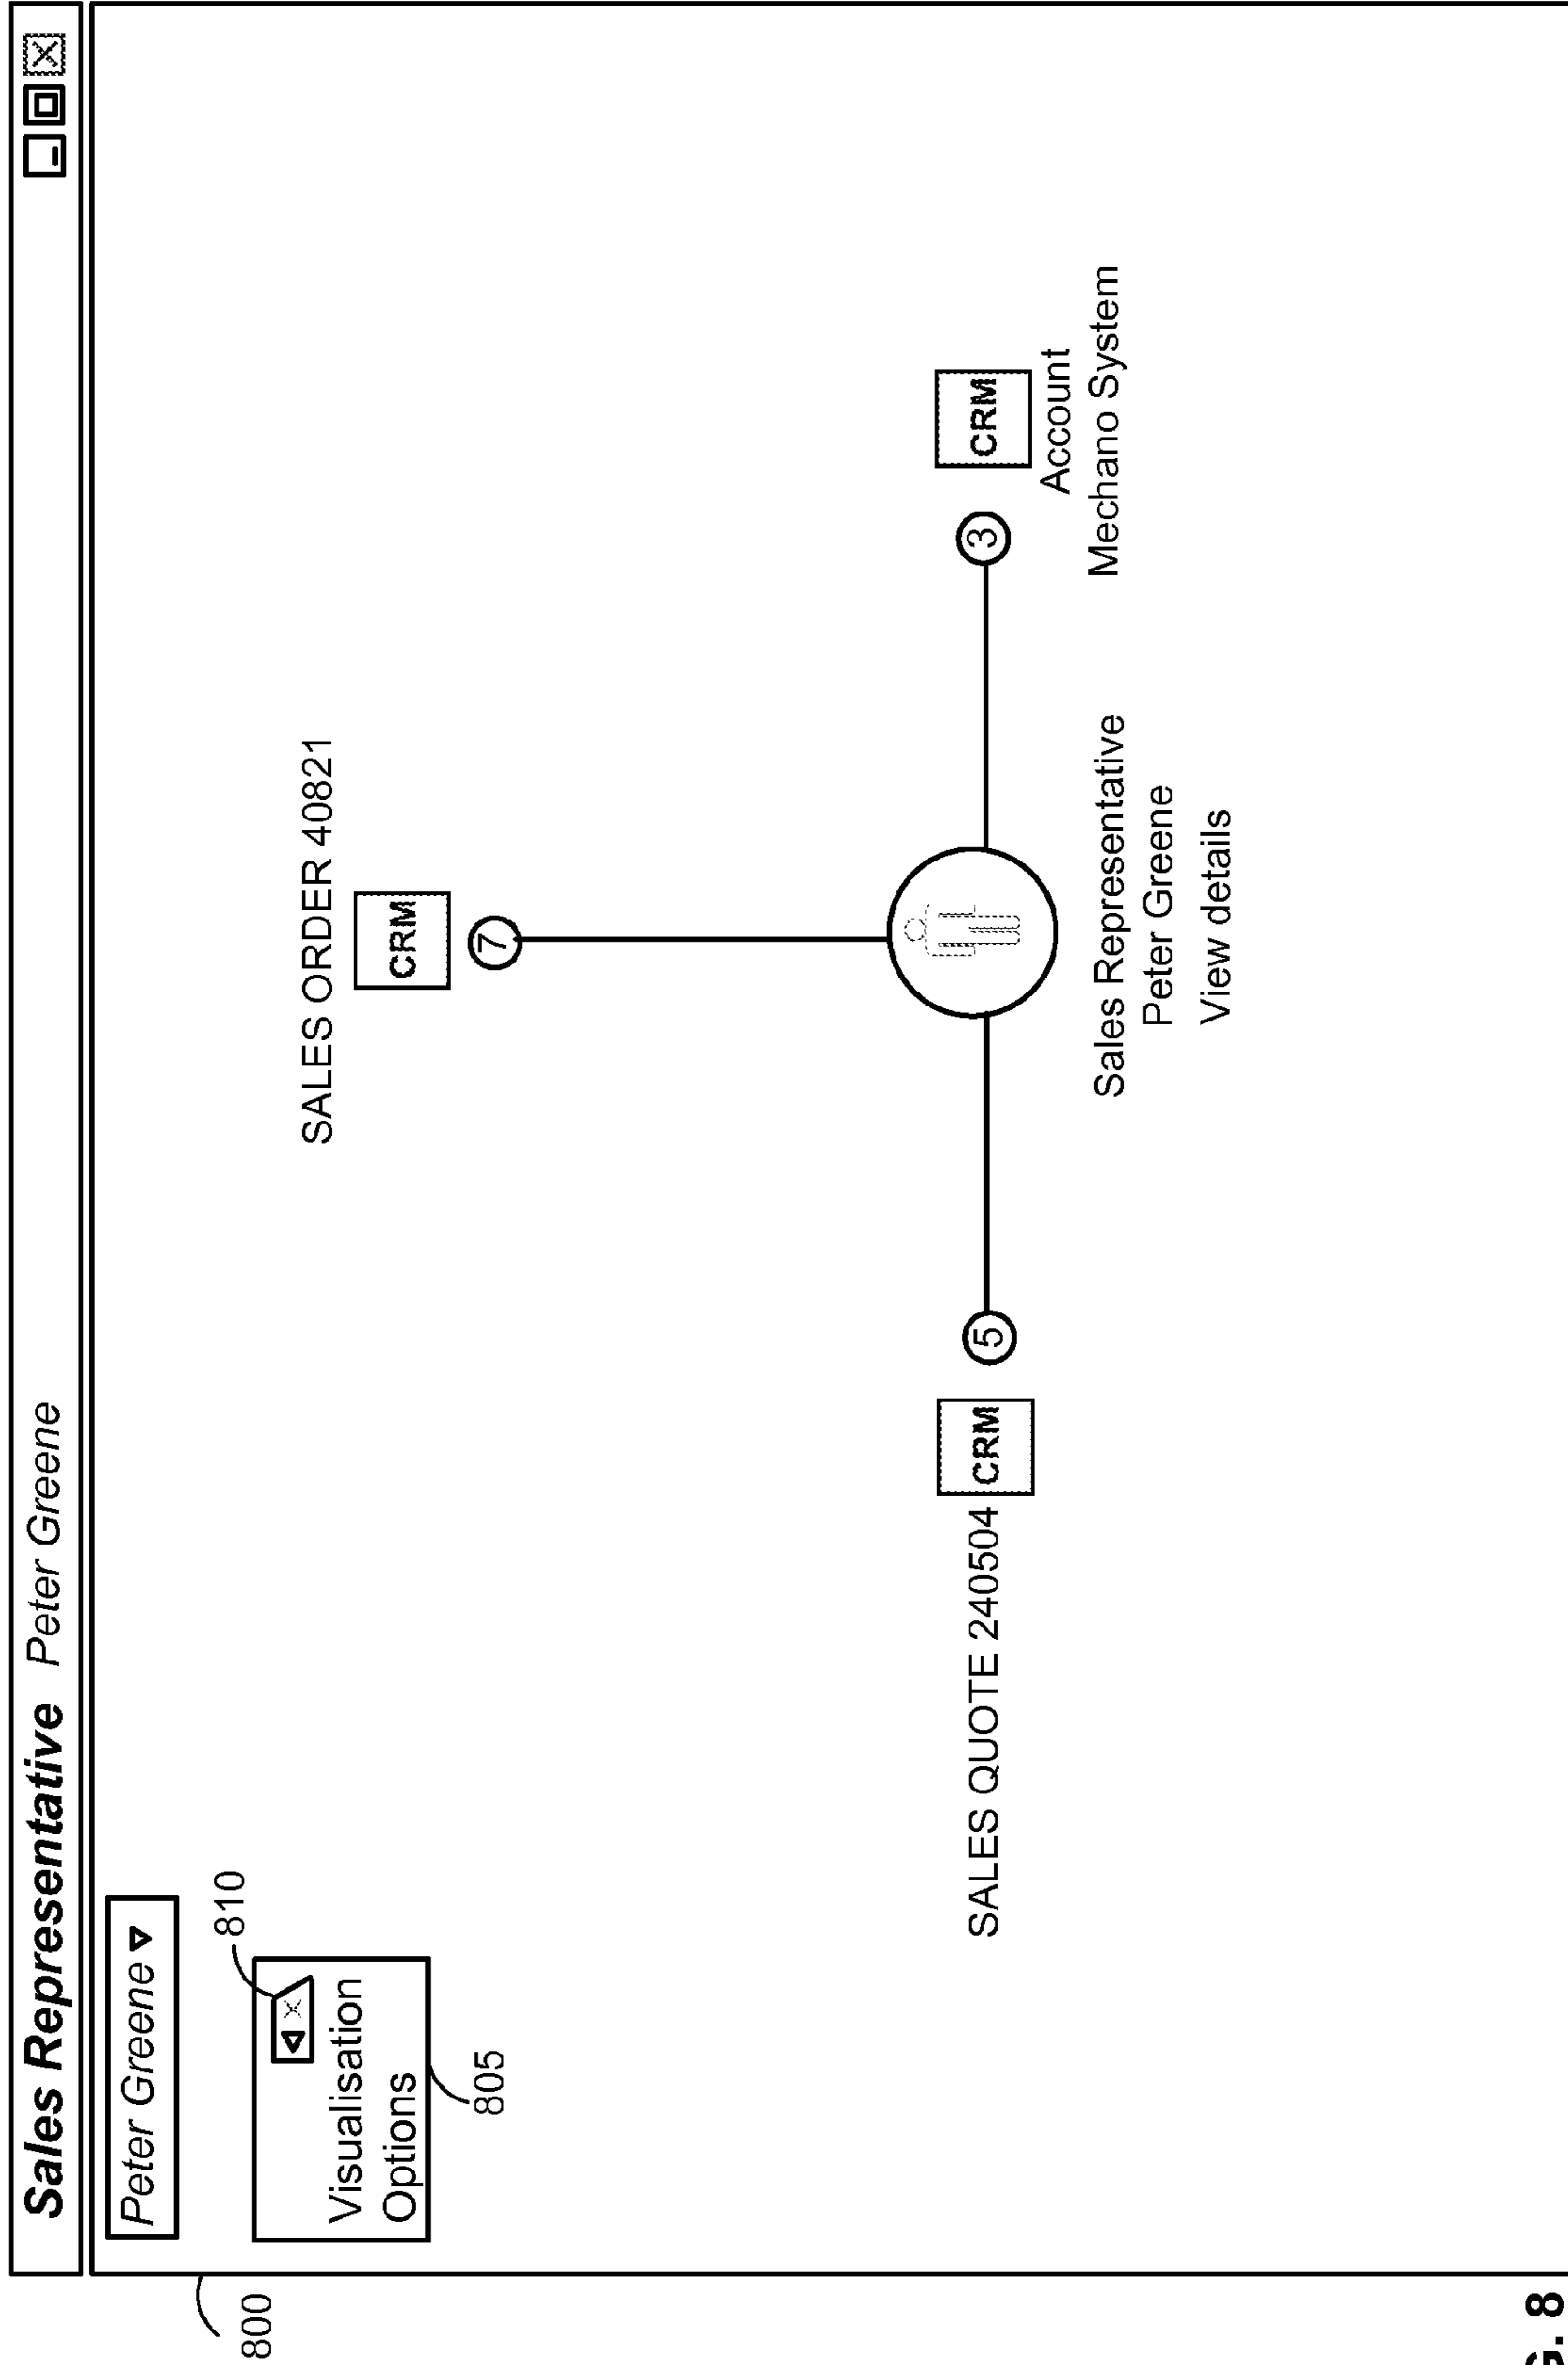 Sales Representative Peter Greene
Peter Greene
810
Visualisation
Options
805
800
SALES ORDER 40821
CRM
7
SALES QUOTE 240504
CRM
5
3
CRM
Account
Mechano System
Sales Representative
Peter Greene
View details
G. 8